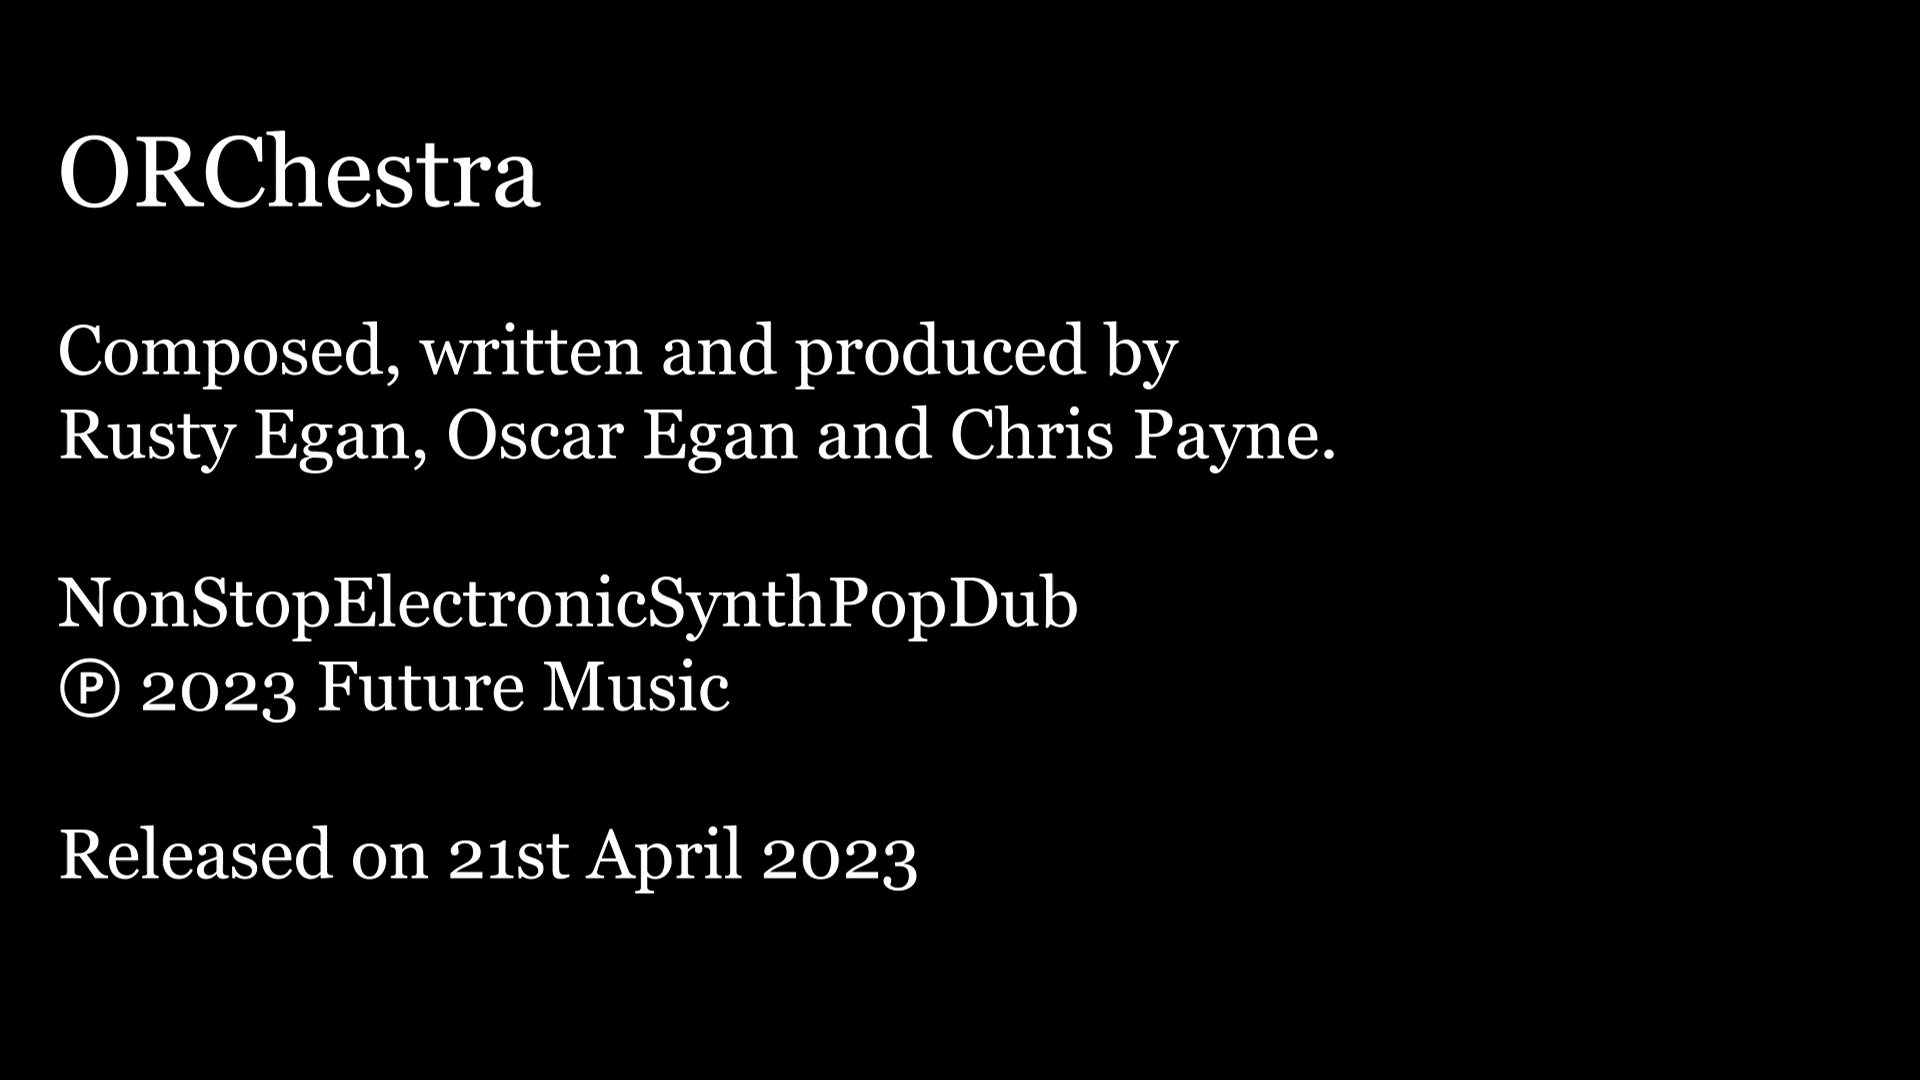 ORChestra
Composed, written and produced by
Rusty Egan, Oscar Egan and Chris Payne.
NonStopElectronicSynthPopDub
℗ 2023 Future Music
Released on 21st April 2023